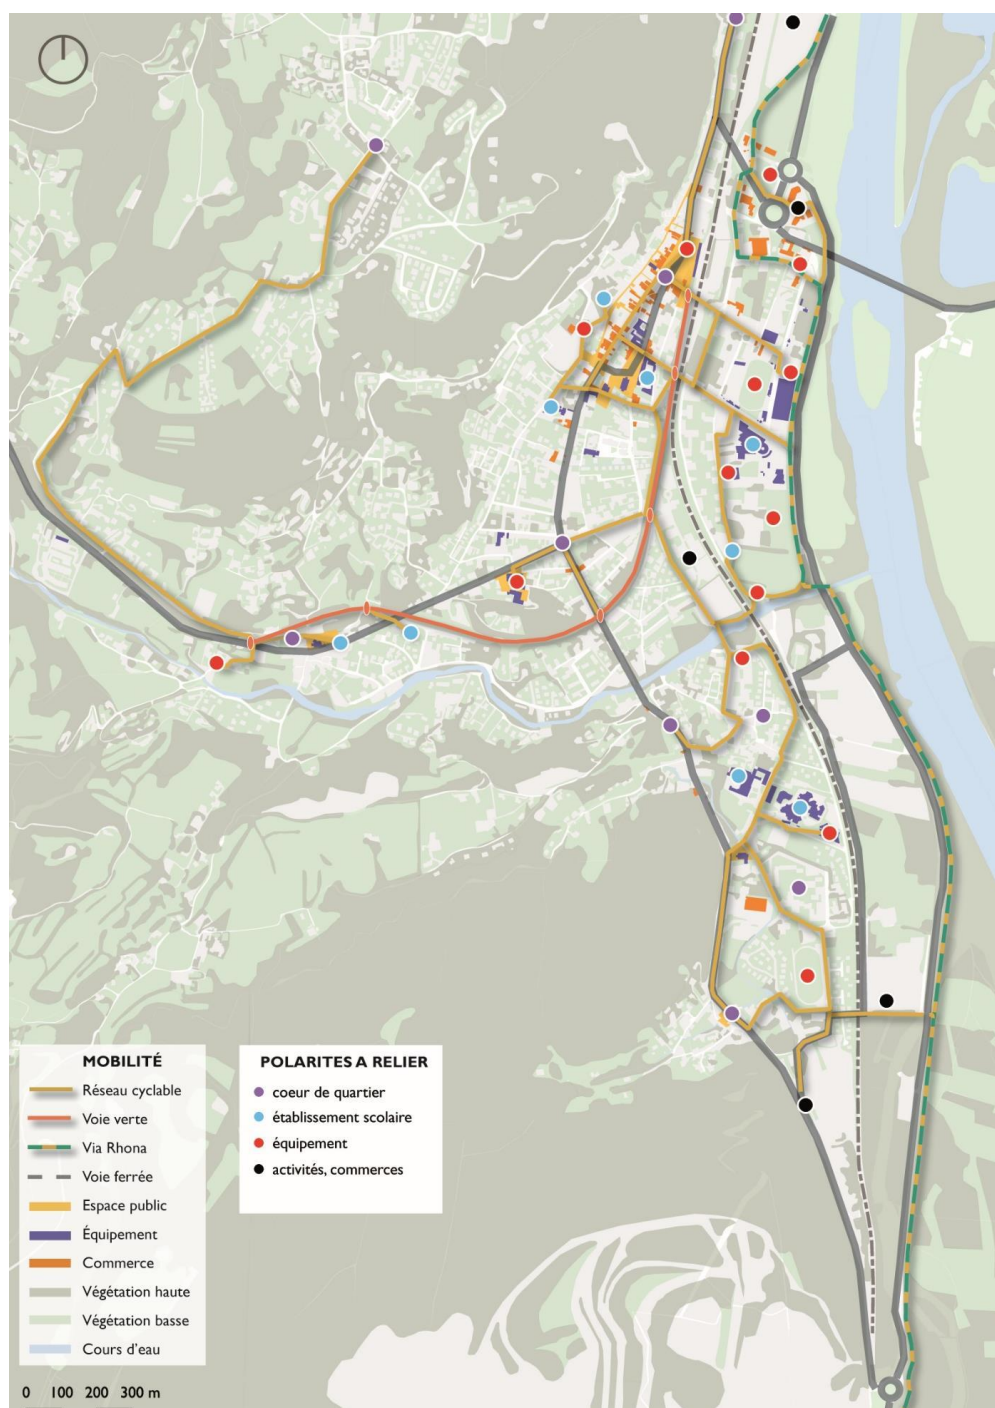 MOBILITÉ
Réseau cyclable
Voie verte
Via Rhona
Voie ferrée
Espace public
Équipement
Commerce
Végétation haute
Végétation basse
Cours d'eau
0 100 200 300 m
POLARITES A RELIER
coeur de quartier
établissement scolaire
équipement
activités, commerces